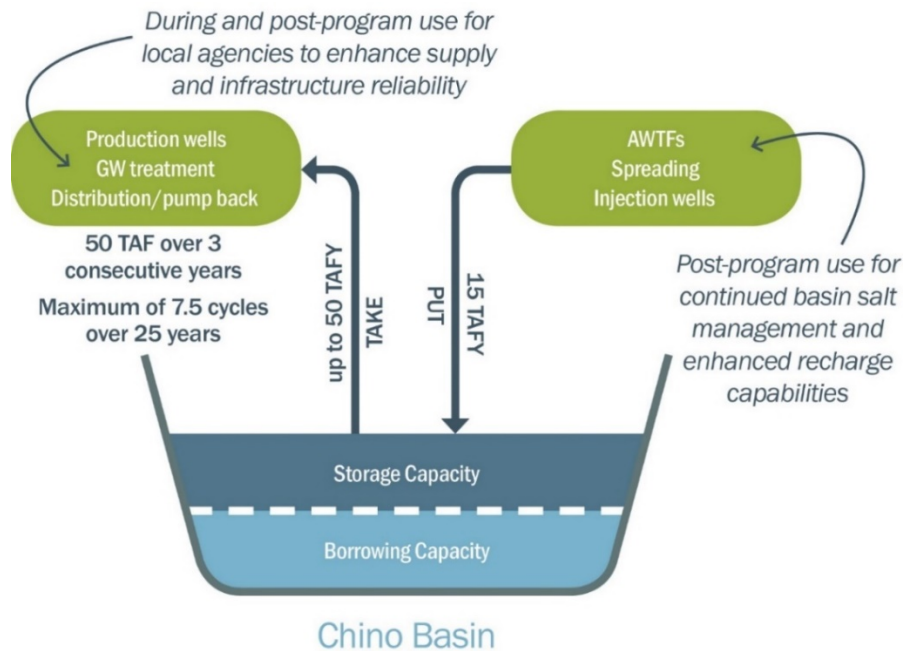 During and post-program use for
local agencies to enhance supply
and infrastructure reliability
Production wells
GW treatment
Distribution/pump back
AWTFs
Spreading
Injection wells
50 TAF over 3
consecutive years
Maximum of 7.5 cycles
over 25 years
up to 50 TAFY
TAKE
15 TAFY
PUT
Post-program use for
continued basin salt
management and
enhanced recharge
capabilities
Storage Capacity
Borrowing Capacity
Chino Basin